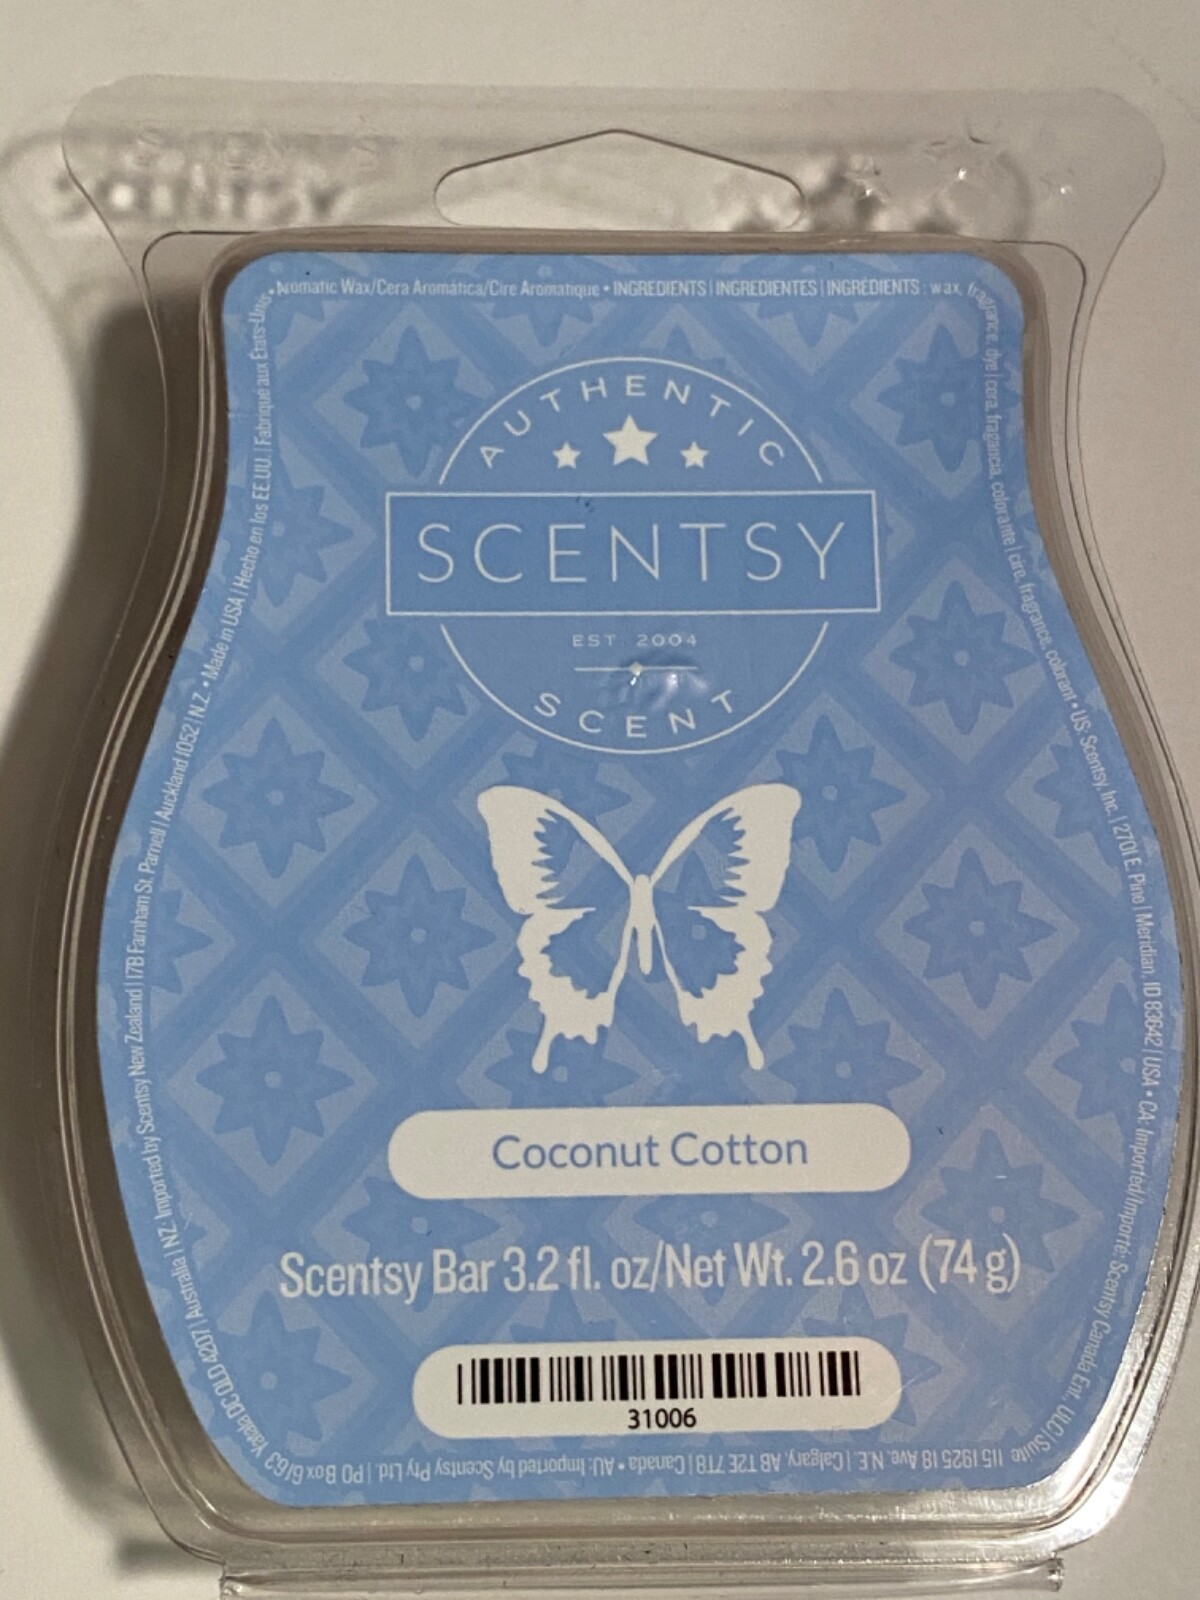 Aromatic Wax/Cera Aromática/Cire Aromatique • INGREDIENTS | INGREDIENTES | INGRÉDIENTS : wax, fragrance, dye | cera, fragancia, colorante | cire, fragrance, colorant • US: Scentsy, Inc. | 2701 E. Pine | Meridian, ID 83642 | USA • CA: Imported/Importé: Scentsy Canada Ent., ULC | Suite 115 1925 18 Ave. N.E. | Calgary, AB T2E 7T8 | Canada • AU: Imported by Scentsy Pty Ltd. | PO Box 6163 Yatala DC QLD 4207 | Australia | NZ: Imported by Scentsy New Zealand | 17B Farnham St. Parnell | Auckland 1052 | N.Z. • Made in USA | Hecho en los EE.UU. | Fabriqué aux États-Unis •
AUTHENTIC
SCENTSY
EST 2004
SCENT
Coconut Cotton
Scentsy Bar 3.2 fl. oz/Net Wt. 2.6 oz (74 g)
31006
SCENTSY